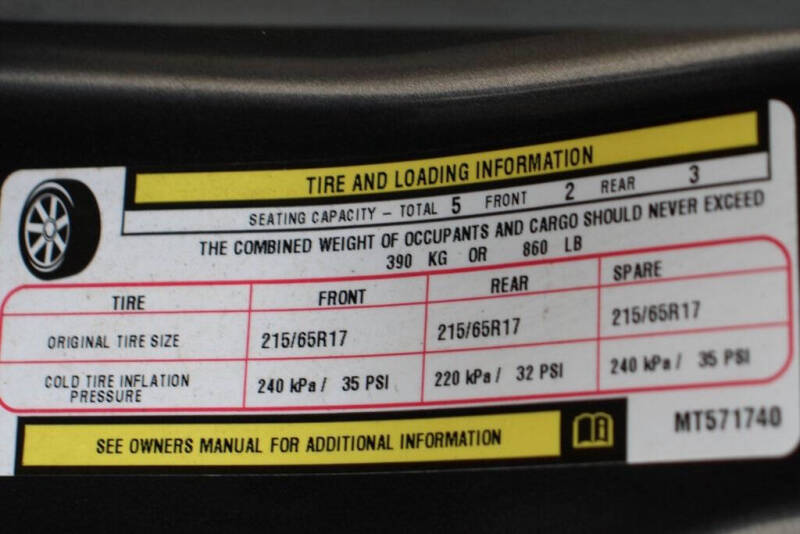 TIRE AND LOADING INFORMATION
SEATING CAPACITY – TOTAL 5 FRONT 2 REAR 3
THE COMBINED WEIGHT OF OCCUPANTS AND CARGO SHOULD NEVER EXCEED
390 KG OR 860 LB
TIRE FRONT REAR SPARE
ORIGINAL TIRE SIZE 215/65R17 215/65R17 215/65R17
COLD TIRE INFLATION
PRESSURE 240 kPa / 35 PSI 220 kPa / 32 PSI 240 kPa / 35 PSI
SEE OWNERS MANUAL FOR ADDITIONAL INFORMATION
MT571740